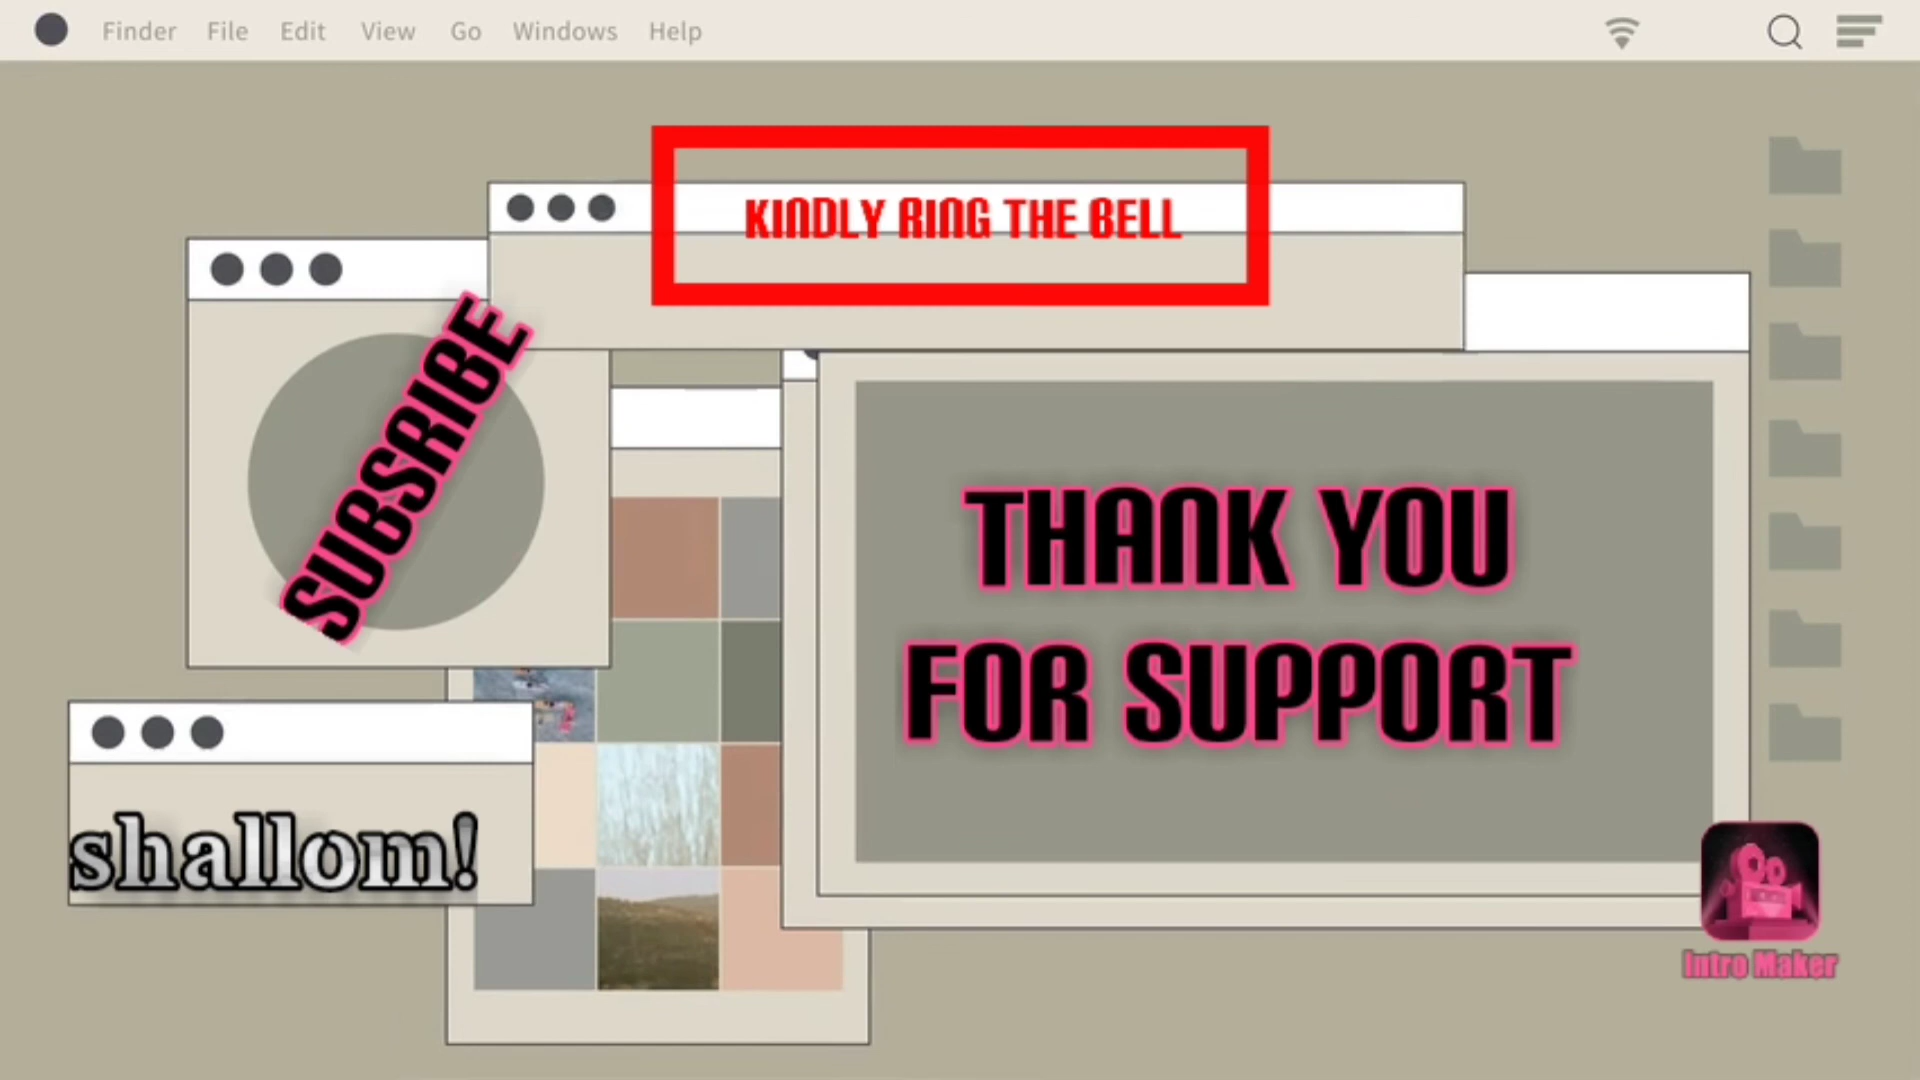 Finder File Edit View Go Windows Help
KINDLY RING THE BELL
SUBSRIBE
THANK YOU
FOR SUPPORT
shallom!
Intro Maker